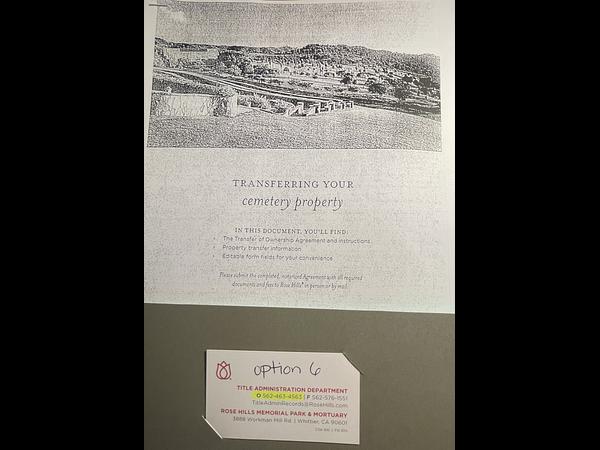 TRANSFERRING YOUR
cemetery property
IN THIS DOCUMENT, YOU'LL FIND:
• The Transfer of Ownership Agreement and instructions
• Property transfer information
• Editable form fields for your convenience
Please submit the completed, notarized Agreement with all required
documents and fees to Rose Hills® in person or by mail.
option 6
TITLE ADMINISTRATION DEPARTMENT
O 562-463-4563 | F 562-576-1551
TitleAdminRecords@RoseHills.com
ROSE HILLS MEMORIAL PARK & MORTUARY
3888 Workman Mill Rd. | Whittier, CA 90601